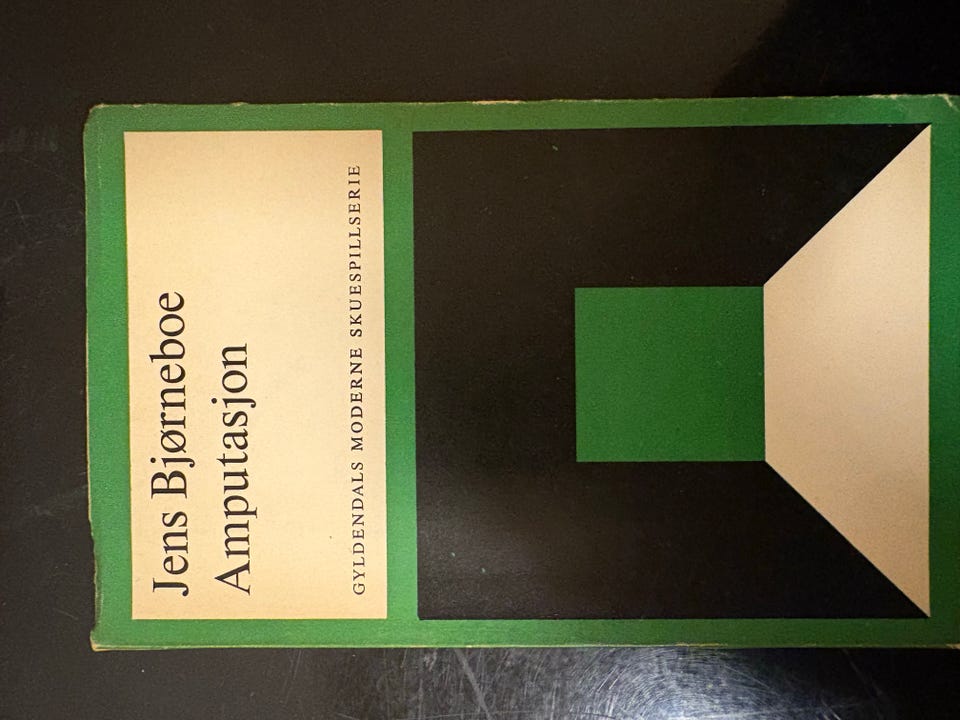 Jens Bjørneboe
Amputasjon
GYLDENDALS MODERNE SKUESPILLSERIE